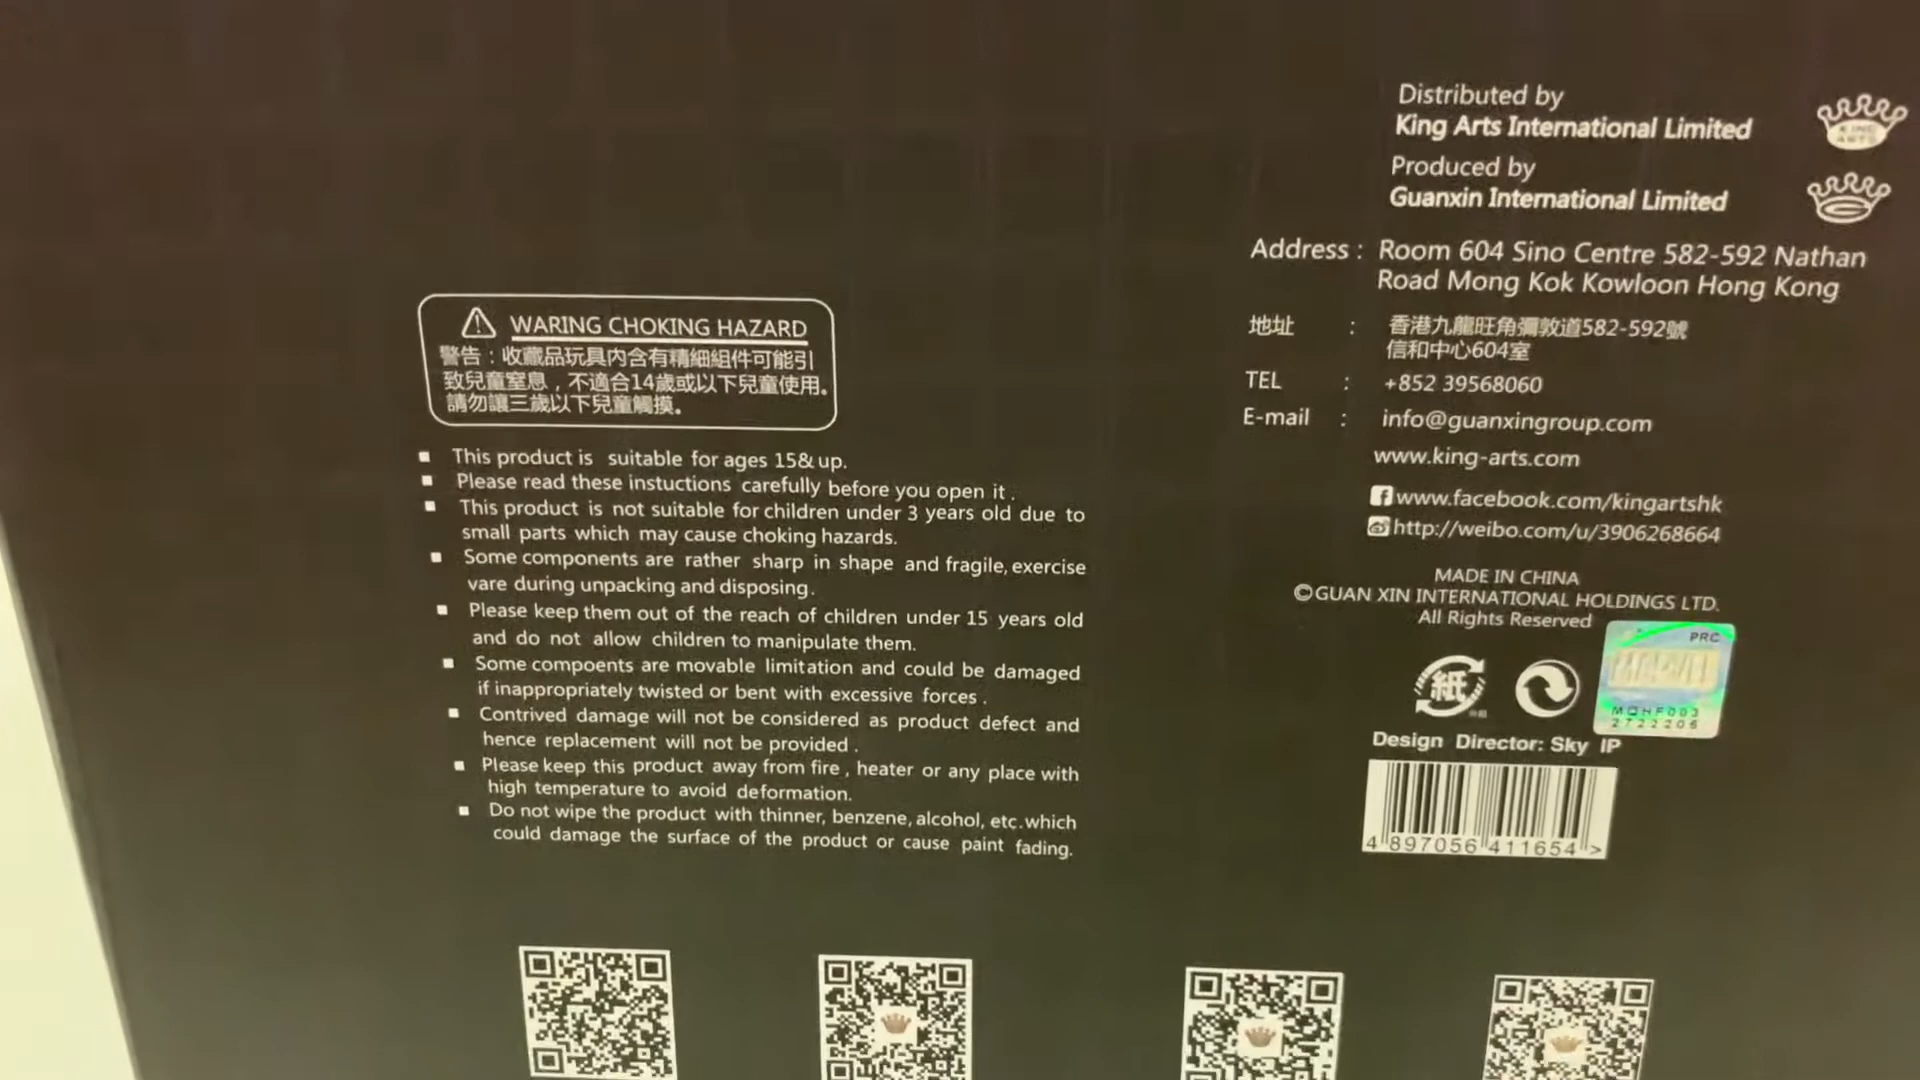 Distributed by
King Arts International Limited
KING
ARTS
Produced by
Guanxin International Limited
Address : Room 604 Sino Centre 582-592 Nathan
Road Mong Kok Kowloon Hong Kong
地址 : 香港九龍旺角彌敦道582-592號
信和中心604室
TEL : +852 39568060
E-mail : info@guanxingroup.com
www.king-arts.com
www.facebook.com/kingartshk
http://weibo.com/u/3906268664
MADE IN CHINA
©GUAN XIN INTERNATIONAL HOLDINGS LTD.
All Rights Reserved
紙
PRC
MQHF003
2722206
Design Director: Sky IP
4 897056 411654 >
WARING CHOKING HAZARD
警告：收藏品玩具內含有精細組件可能引
致兒童窒息，不適合14歲或以下兒童使用。
請勿讓三歲以下兒童觸摸。
■ This product is suitable for ages 15& up.
■ Please read these instuctions carefully before you open it .
■ This product is not suitable for children under 3 years old due to
small parts which may cause choking hazards.
■ Some components are rather sharp in shape and fragile, exercise
vare during unpacking and disposing.
■ Please keep them out of the reach of children under 15 years old
and do not allow children to manipulate them.
■ Some compoents are movable limitation and could be damaged
if inappropriately twisted or bent with excessive forces .
■ Contrived damage will not be considered as product defect and
hence replacement will not be provided .
■ Please keep this product away from fire , heater or any place with
high temperature to avoid deformation.
■ Do not wipe the product with thinner, benzene, alcohol, etc.which
could damage the surface of the product or cause paint fading.